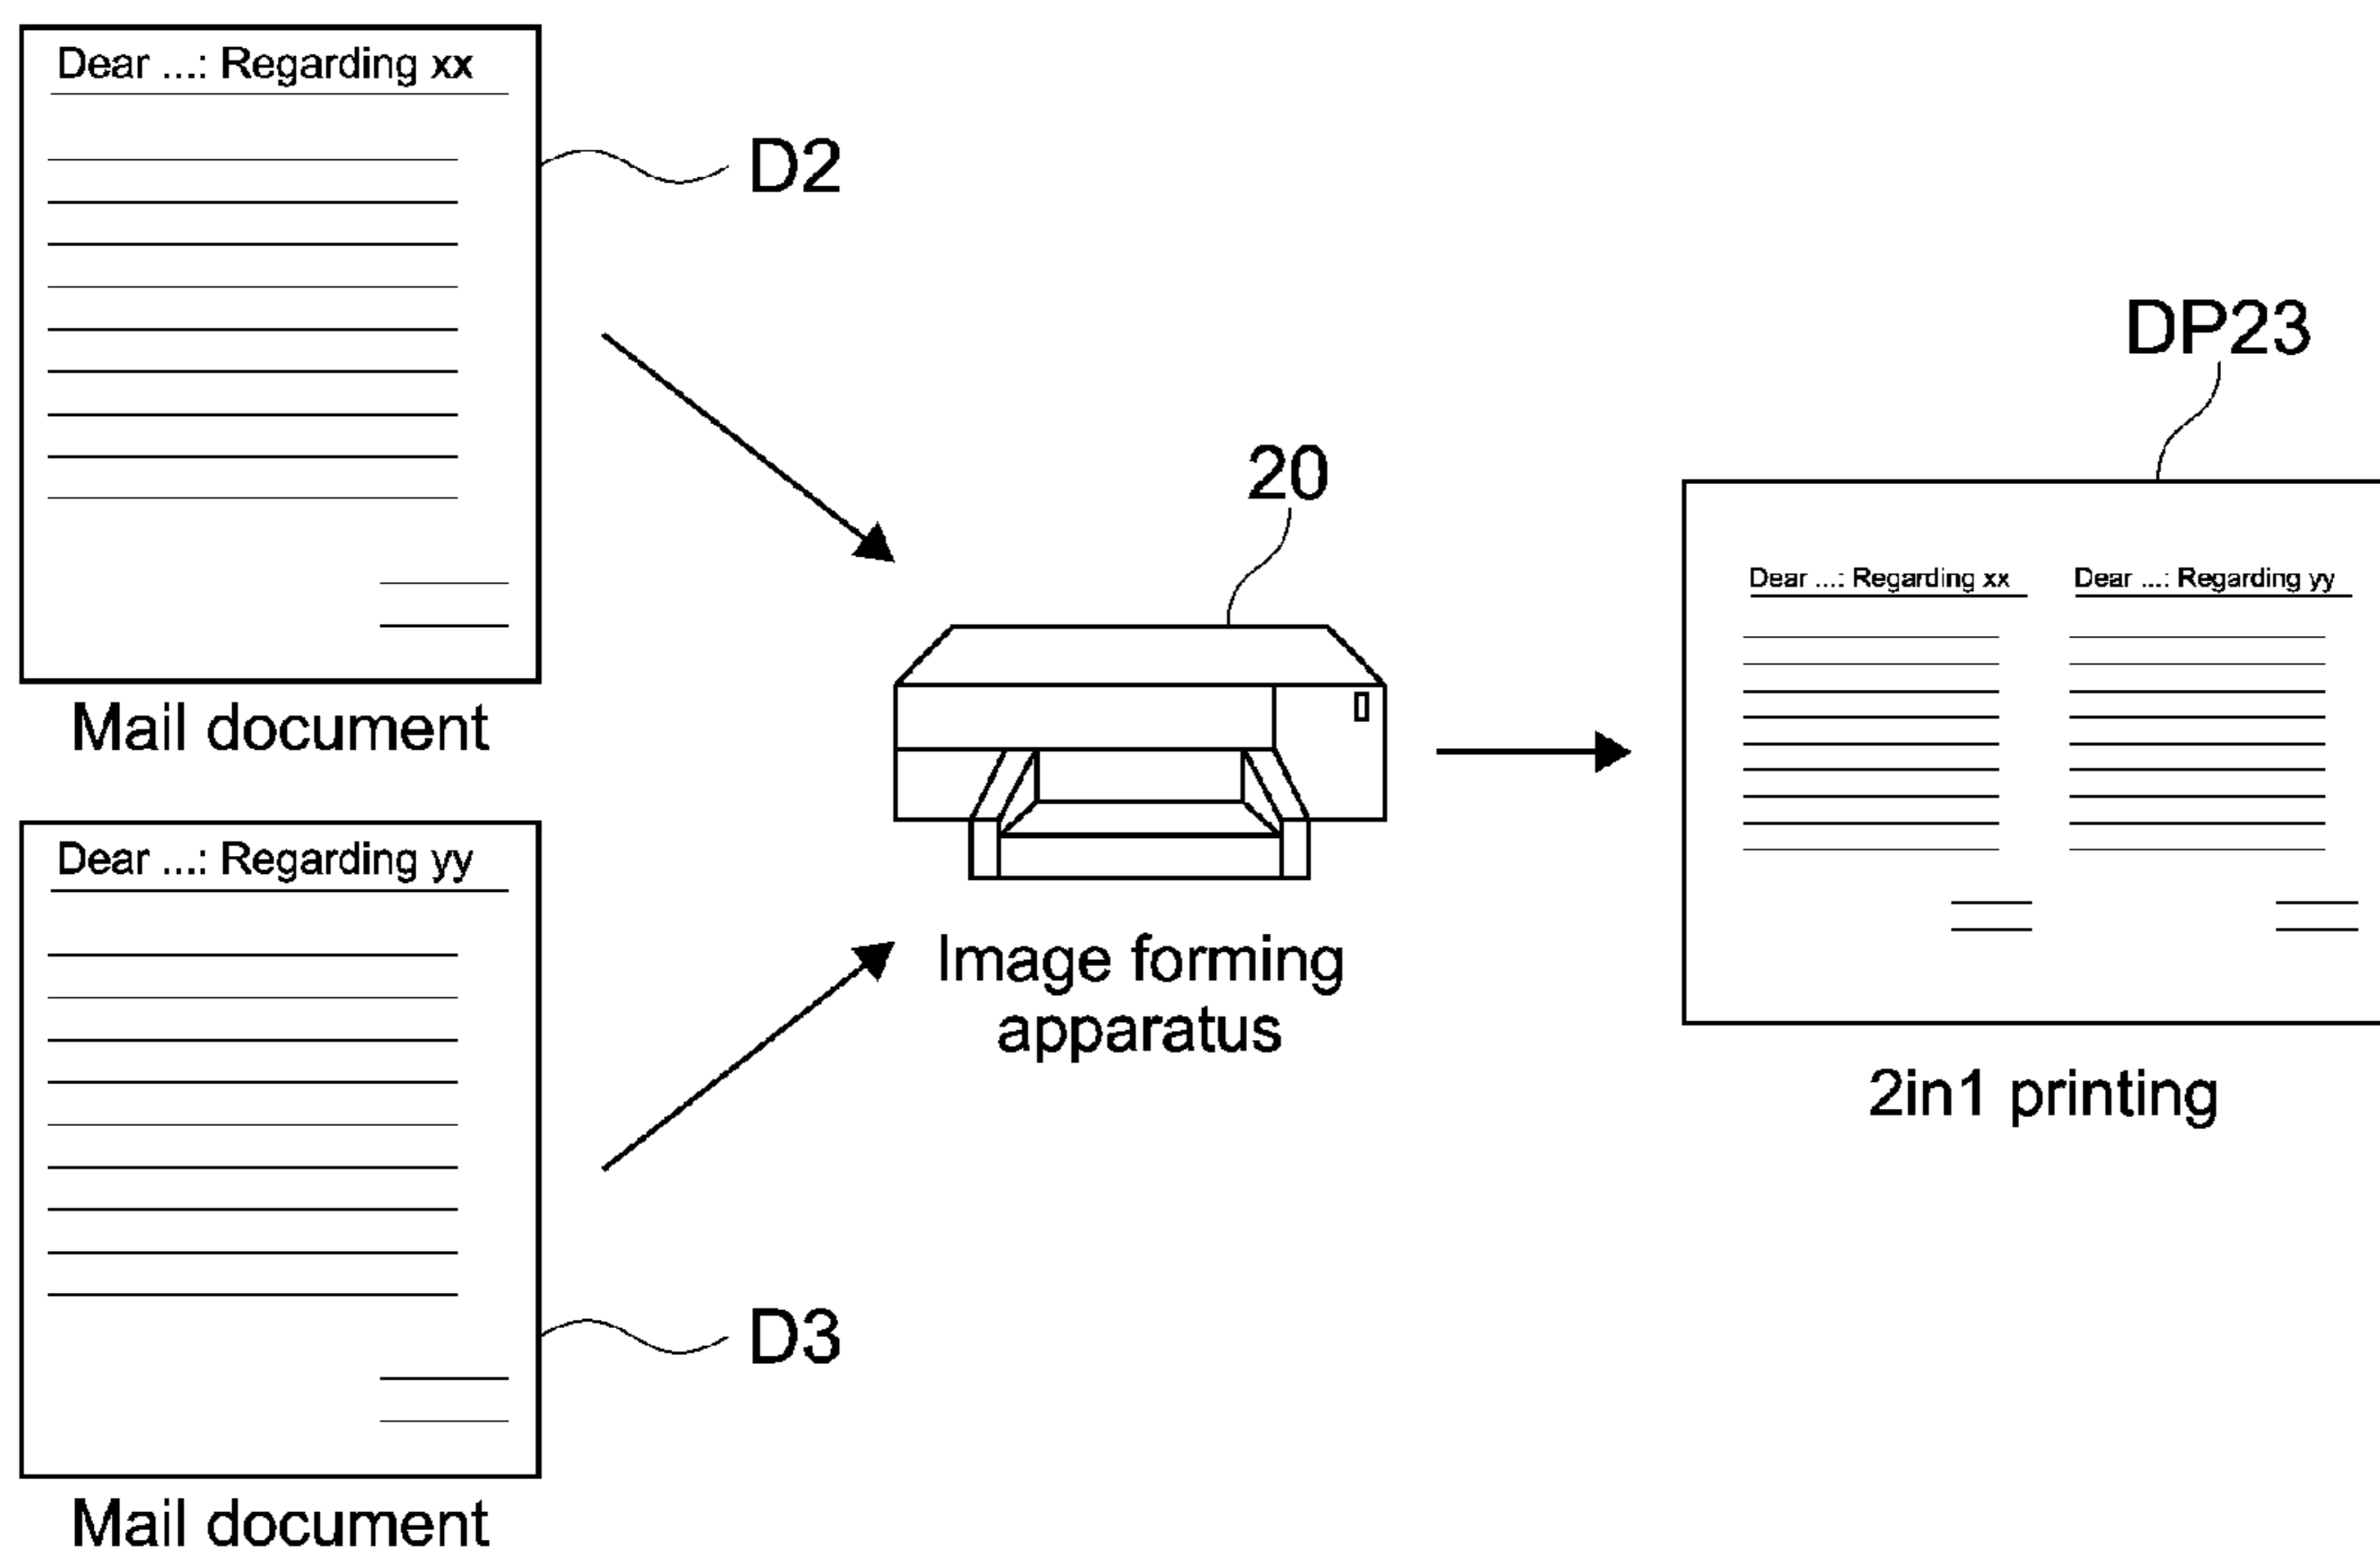 Dear ...: Regarding xx
D2
Mail document
Dear ...: Regarding yy
D3
Mail document
20
Image forming
apparatus
DP23
Dear ...: Regarding xx
Dear ...: Regarding yy
2in1 printing